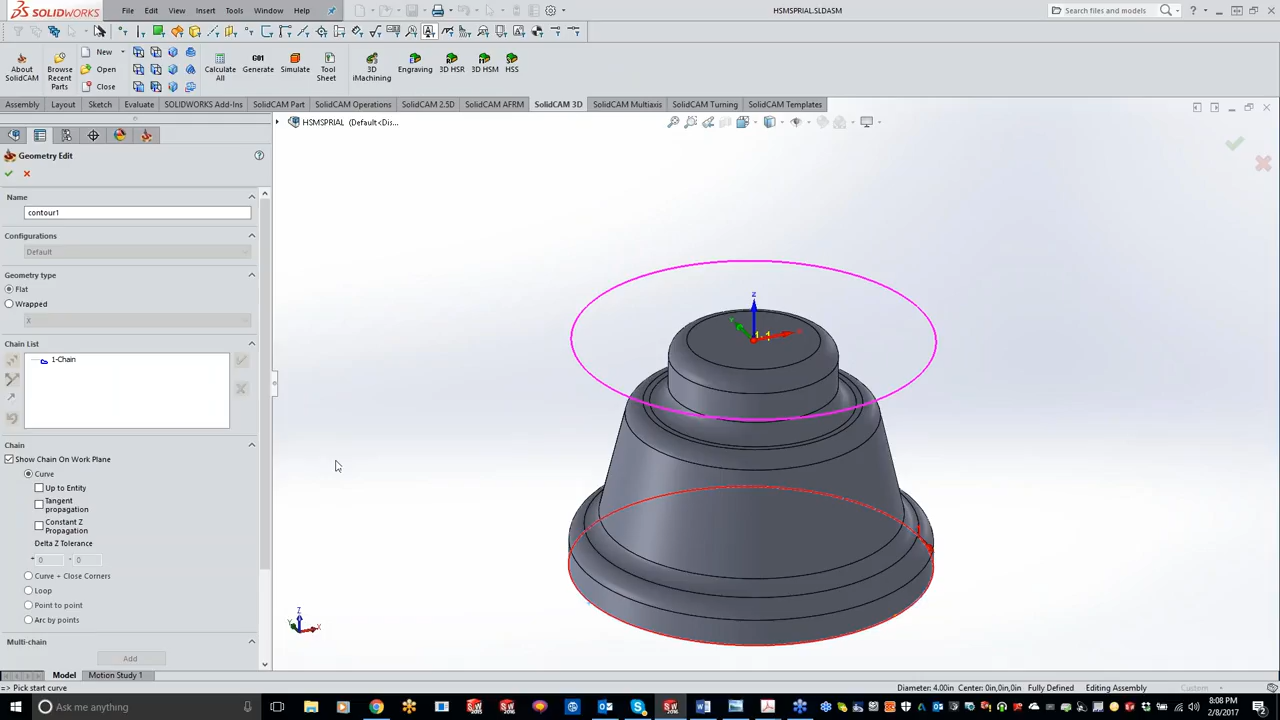 SOLIDWORKS File Edit View Insert Tools Window Help HSMSPRIAL.SLDASM Search files and models
New
Open
Close
About SolidCAM
Browse Recent Parts
Calculate All
G01 Generate
Simulate
Tool Sheet
3D iMachining
Engraving
3D HSR
3D HSM
HSS
Assembly Layout Sketch Evaluate SOLIDWORKS Add-Ins SolidCAM Part SolidCAM Operations SolidCAM 2.5D SolidCAM AFRM SolidCAM 3D SolidCAM Multiaxis SolidCAM Turning SolidCAM Templates
HSMSPRIAL (Default<Dis...
Geometry Edit
Name
contour1
Configurations
Default
Geometry type
Flat
Wrapped
X
Chain List
1-Chain
Chain
Show Chain On Work Plane
Curve
Up to Entity
Tangent
propagation
Constant Z
Propagation
Delta Z Tolerance
+ 0 - 0
Curve + Close Corners
Loop
Point to point
Arc by points
Multi-chain
Add
Z
Z
Y X
Model Motion Study 1
=> Pick start curve Diameter: 4.00in Center: 0in,0in,0in Fully Defined Editing Assembly Custom
Ask me anything
8:08 PM
2/8/2017